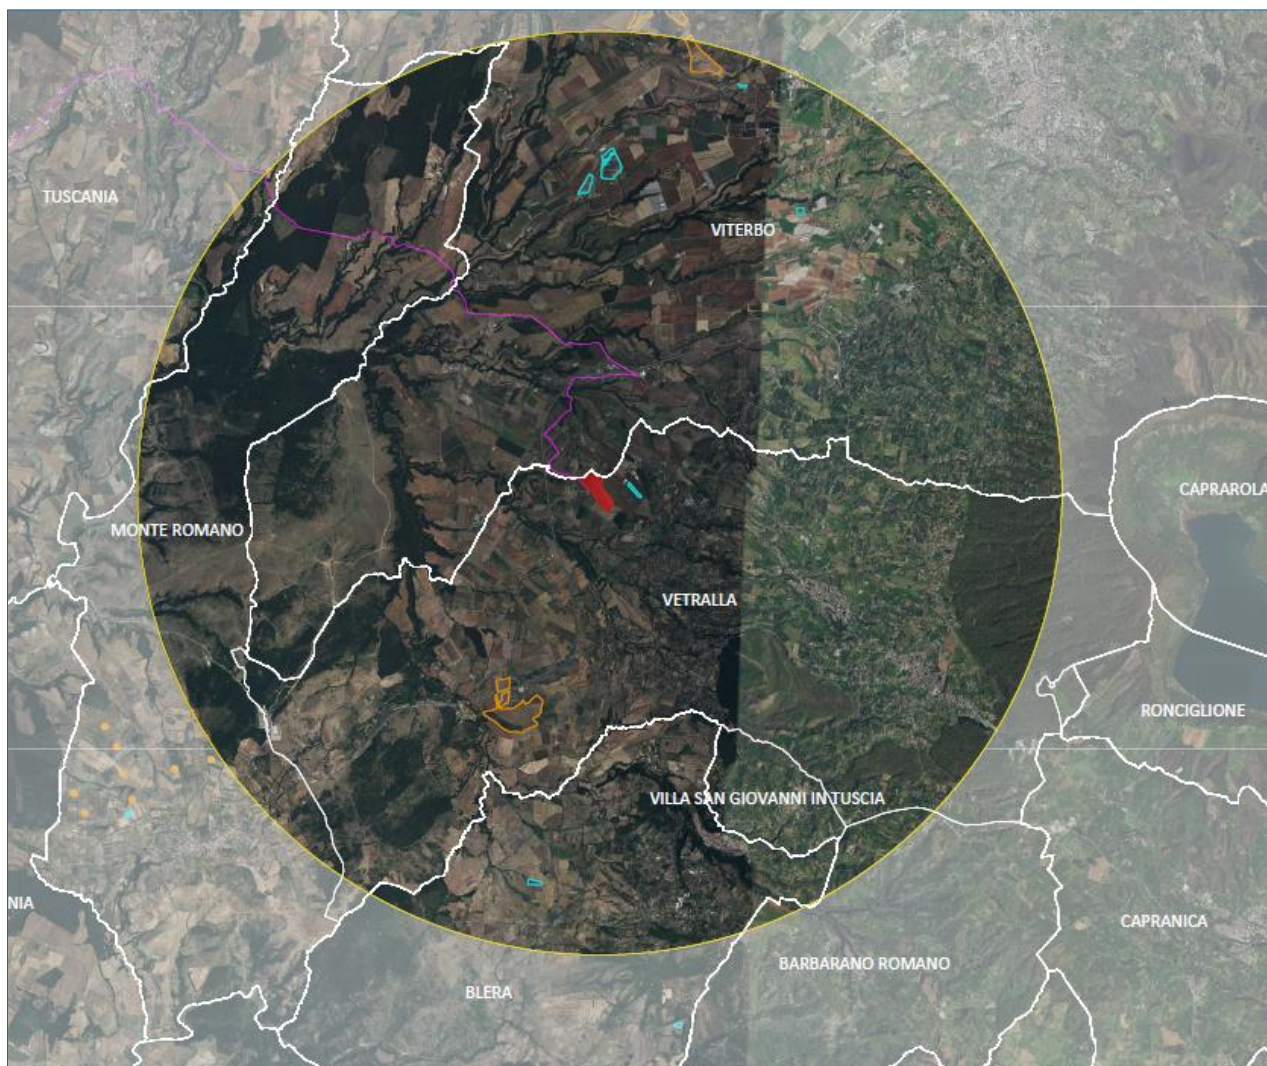 TUSCANIA
VITERBO
CAPRAROLA
MONTE ROMANO
VETRALLA
RONCIGLIONE
VILLA SAN GIOVANNI IN TUSCIA
NIA
CAPRANICA
BARBARANO ROMANO
BLERA